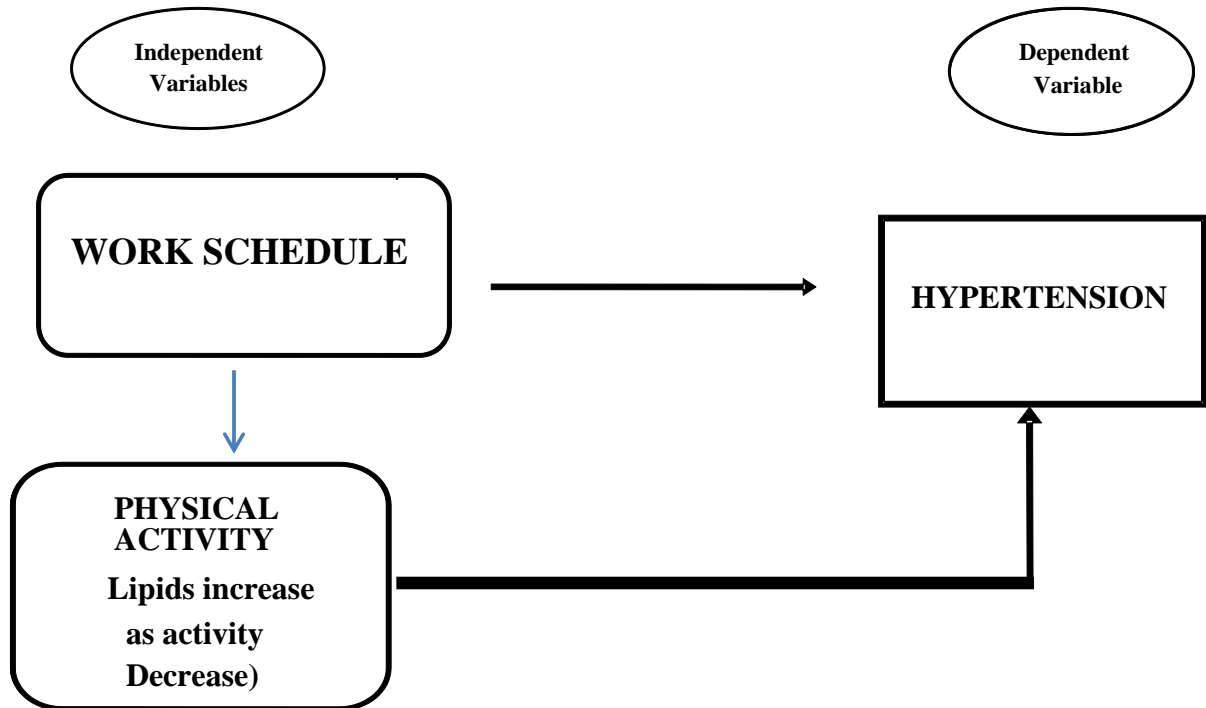 Independent
Variables
Dependent
Variable
WORK SCHEDULE
HYPERTENSION
PHYSICAL
ACTIVITY
Lipids increase
as activity
Decrease)